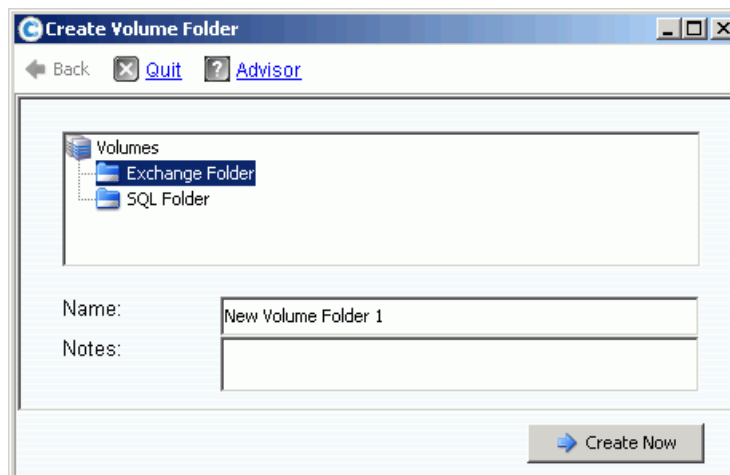 Create Volume Folder
Back Quit ? Advisor
Volumes
Exchange Folder
SQL Folder
Name: New Volume Folder 1
Notes:
Create Now